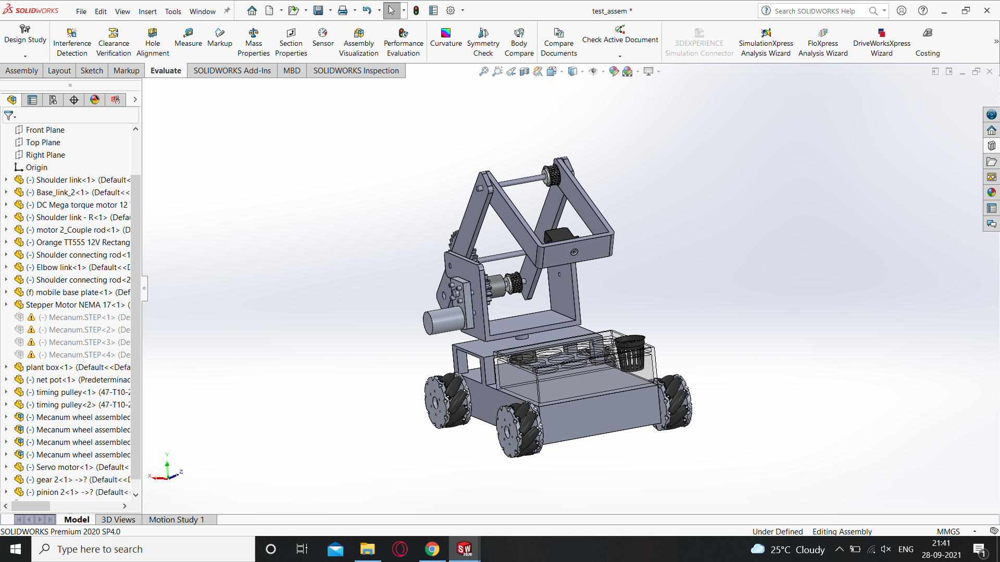 SOLIDWORKS File Edit View Insert Tools Window test_assem * Search SOLIDWORKS Help
Design Study
Interference Detection
Clearance Verification
Hole Alignment
Measure
Markup
Mass Properties
Section Properties
Sensor
Assembly Visualization
Performance Evaluation
Curvature
Symmetry Check
Body Compare
Compare Documents
Check Active Document
3DEXPERIENCE Simulation Connector
SimulationXpress Analysis Wizard
FloXpress Analysis Wizard
DriveWorksXpress Wizard
Costing
Assembly Layout Sketch Markup Evaluate SOLIDWORKS Add-Ins MBD SOLIDWORKS Inspection
Front Plane
Top Plane
Right Plane
Origin
(-) Shoulder link<1> (Default<
(-) Base_link_2<1> (Default<<
(-) DC Mega torque motor 12
(-) Shoulder link - R<1> (Defau
(-) motor 2_Couple rod<1> (D
(-) Orange TT555 12V Rectang
(-) Shoulder connecting rod<1
(-) Elbow link<1> (Default<<D
(-) Shoulder connecting rod<2
(f) mobile base plate<1> (Def
Stepper Motor NEMA 17<1> (
(-) Mecanum.STEP<1> (De
(-) Mecanum.STEP<2> (De
(-) Mecanum.STEP<3> (De
(-) Mecanum.STEP<4> (De
plant box<1> (Default<<Defa
(-) net pot<1> (Predeterminac
(-) timing pulley<1> (47-T10-2
(-) timing pulley<2> (47-T10-2
(-) Mecanum wheel assembled
(-) Mecanum wheel assembled
(-) Mecanum wheel assembled
(-) Mecanum wheel assembled
(-) Servo motor<1> (Default<
(-) gear 2<1> ->? (Default<<D
(-) pinion 2<1> ->? (Default<
Y
X
Z
Model 3D Views Motion Study 1
SOLIDWORKS Premium 2020 SP4.0 Under Defined Editing Assembly MMGS
Type here to search
SW 2020
25°C Cloudy
ENG
21:41
28-09-2021
1